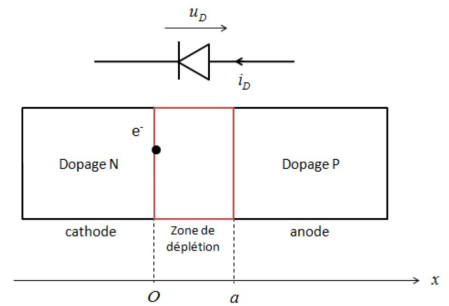 u_D
i_D
e⁻
Dopage N
Dopage P
cathode
Zone de
déplétion
anode
x
O
a